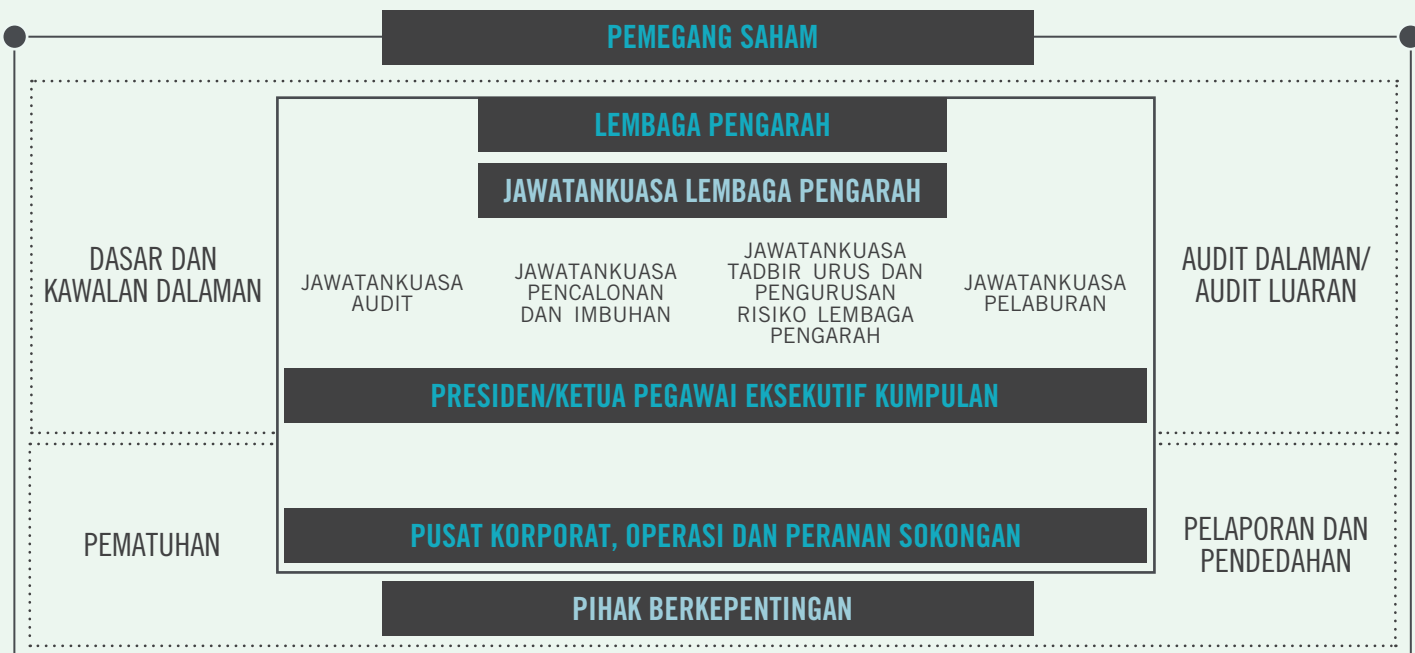 PEMEGANG SAHAM
LEMBAGA PENGARAH
JAWATANKUASA LEMBAGA PENGARAH
DASAR DAN
KAWALAN DALAMAN
JAWATANKUASA
AUDIT
JAWATANKUASA
PENCALONAN
DAN IMBUHAN
JAWATANKUASA
TADBIR URUS DAN
PENGURUSAN
RISIKO LEMBAGA
PENGARAH
JAWATANKUASA
PELABURAN
AUDIT DALAMAN/
AUDIT LUARAN
PRESIDEN/KETUA PEGAWAI EKSEKUTIF KUMPULAN
PEMATUHAN
PUSAT KORPORAT, OPERASI DAN PERANAN SOKONGAN
PELAPORAN DAN
PENDEDAHAN
PIHAK BERKEPENTINGAN